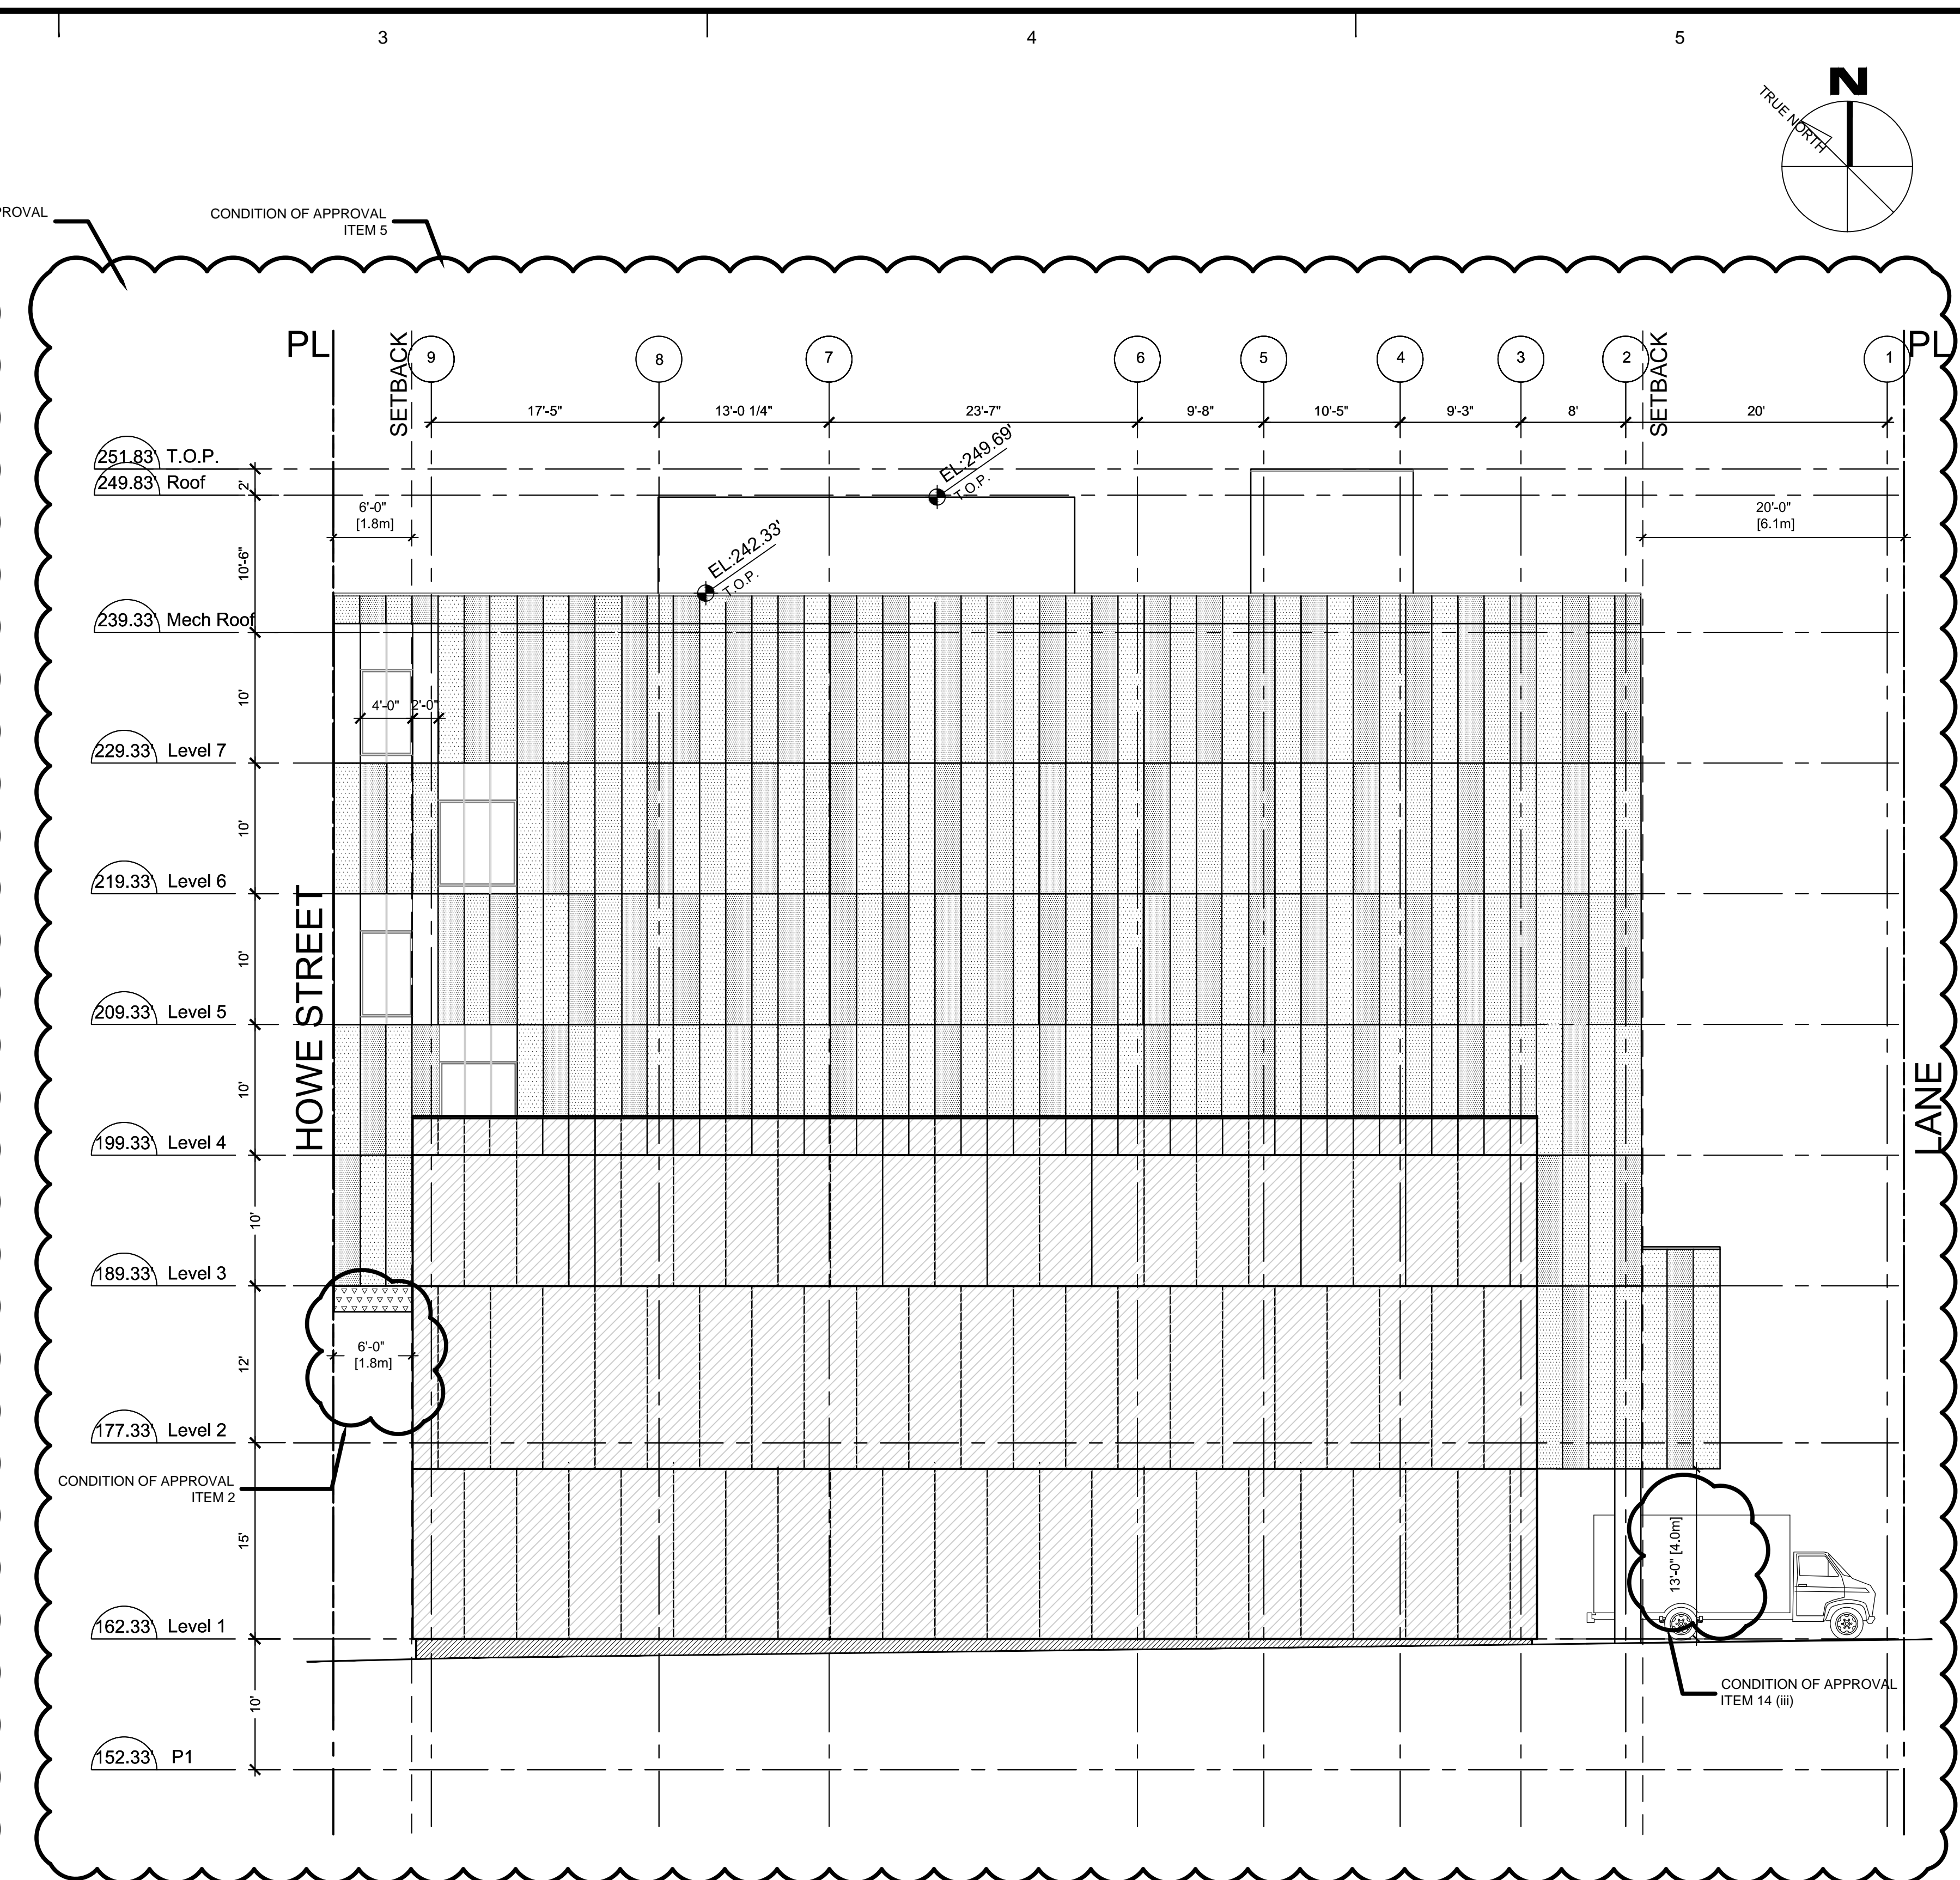 3
4
5
N
TRUE NORTH
PROVAL
CONDITION OF APPROVAL
ITEM 5
PL
SETBACK
9
8
7
6
5
4
3
2
1
SETBACK
PL
17'-5"
13'-0 1/4"
23'-7"
9'-8"
10'-5"
9'-3"
8'
20'
251.83' T.O.P.
2'
249.83' Roof
EL:249.69'
T.O.P.
6'-0"
[1.8m]
20'-0"
[6.1m]
10'-6"
EL:242.33'
T.O.P.
239.33' Mech Roof
10'
4'-0"
2'-0"
229.33' Level 7
10'
219.33' Level 6
HOWE STREET
10'
209.33' Level 5
10'
LANE
199.33' Level 4
10'
189.33' Level 3
6'-0"
[1.8m]
12'
177.33' Level 2
CONDITION OF APPROVAL
ITEM 2
15'
13'-0" [4.0m]
162.33' Level 1
CONDITION OF APPROVAL
ITEM 14 (iii)
10'
152.33' P1